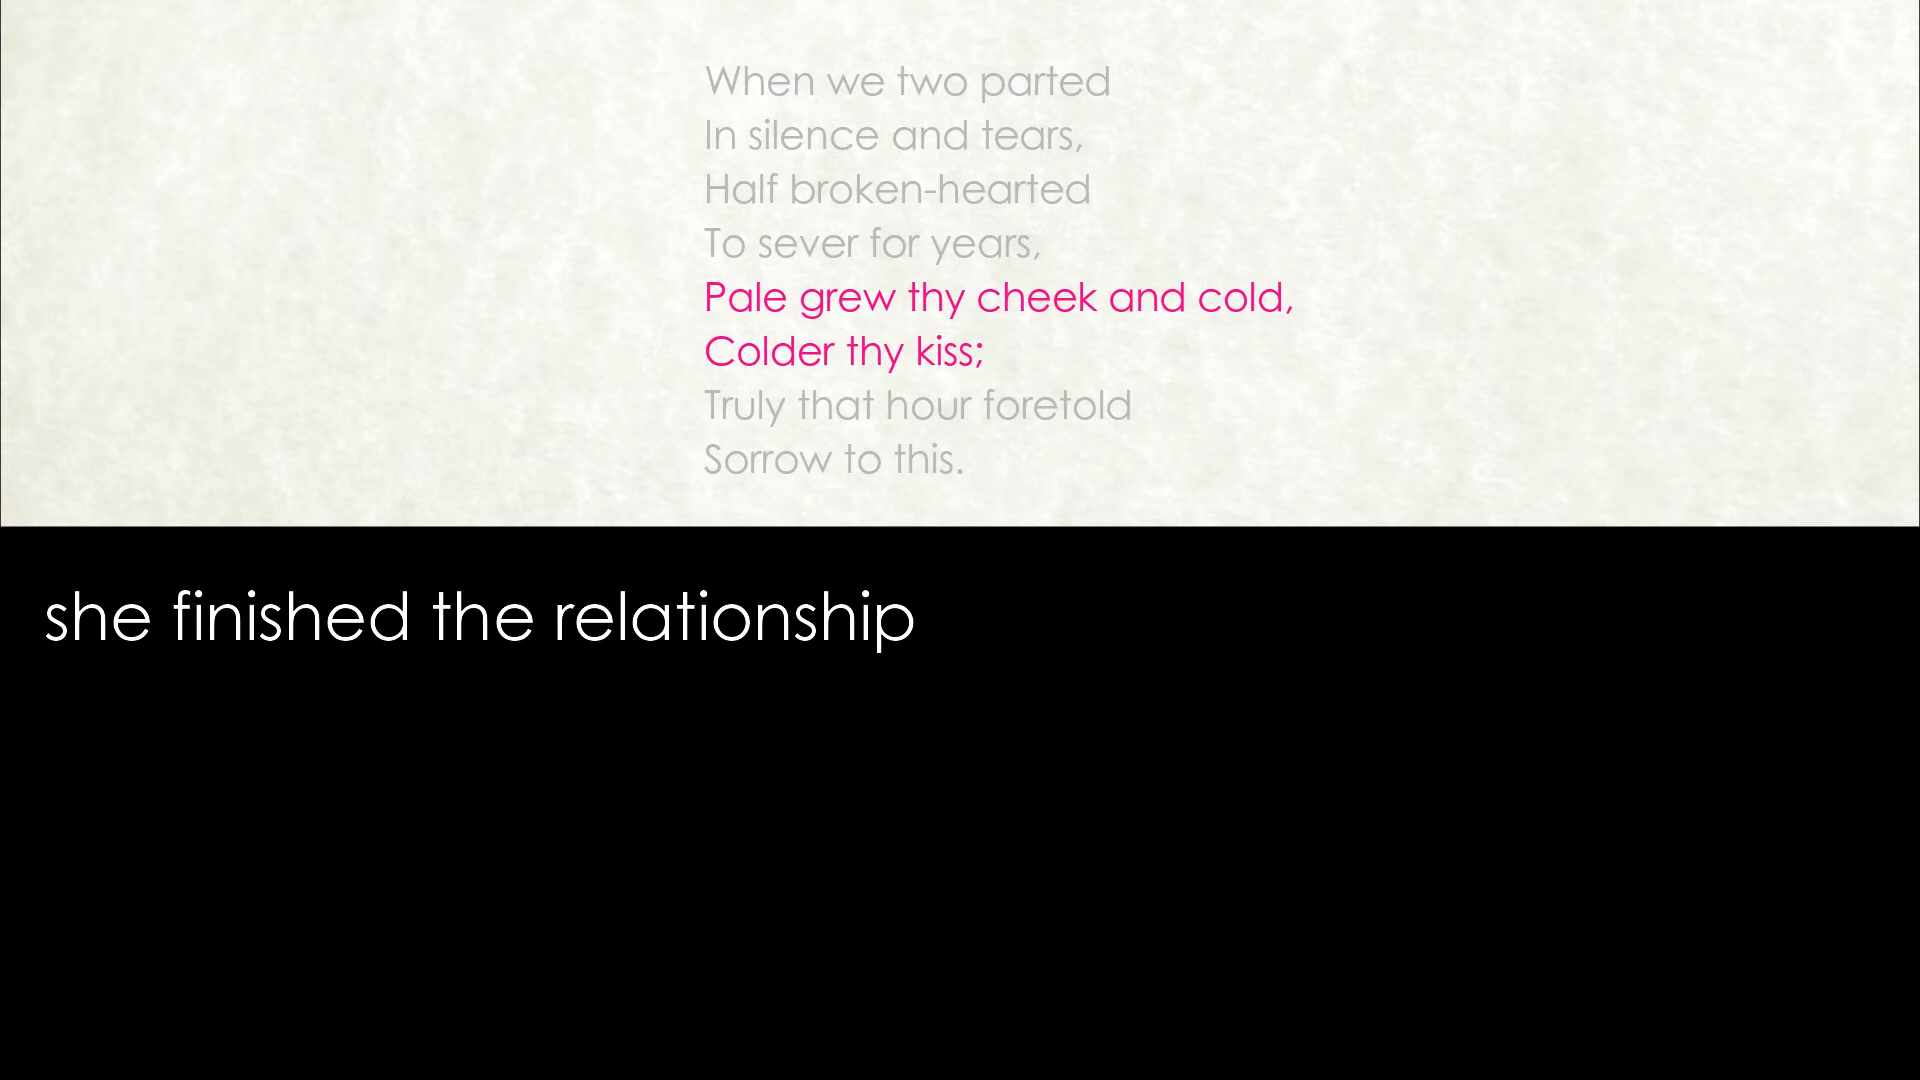 When we two parted
In silence and tears,
Half broken-hearted
To sever for years,
Pale grew thy cheek and cold,
Colder thy kiss;
Truly that hour foretold
Sorrow to this.
she finished the relationship